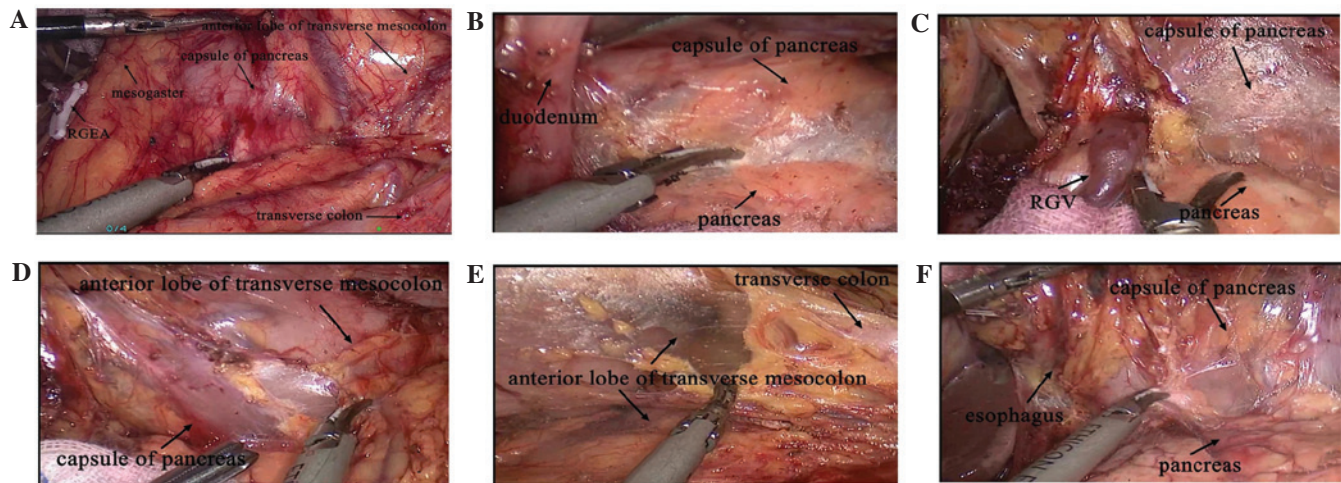 A
anterior lobe of transverse mesocolon
capsule of pancreas
mesogaster
RGEA
transverse colon
0/4
B
capsule of pancreas
duodenum
pancreas
C
capsule of pancreas
RGV
pancreas
D
anterior lobe of transverse mesocolon
capsule of pancreas
E
transverse colon
anterior lobe of transverse mesocolon
F
capsule of pancreas
esophagus
pancreas